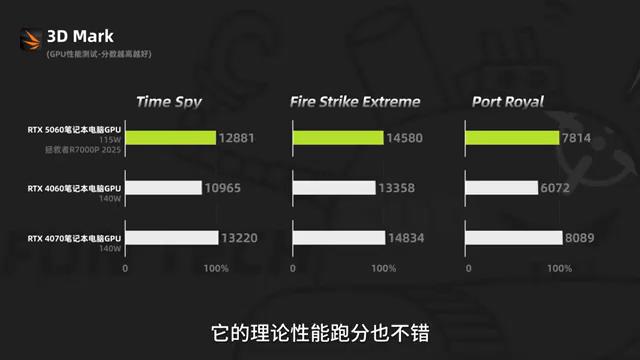 3D Mark
(GPU性能测试-分数越高越好)
Time Spy
Fire Strike Extreme
Port Royal
RTX 5060笔记本电脑GPU
115W
拯救者R7000P 2025
12881
14580
7814
RTX 4060笔记本电脑GPU
140W
10965
13358
6072
RTX 4070笔记本电脑GPU
140W
13220
14834
8089
0
100%
0
100%
0
100%
它的理论性能跑分也不错